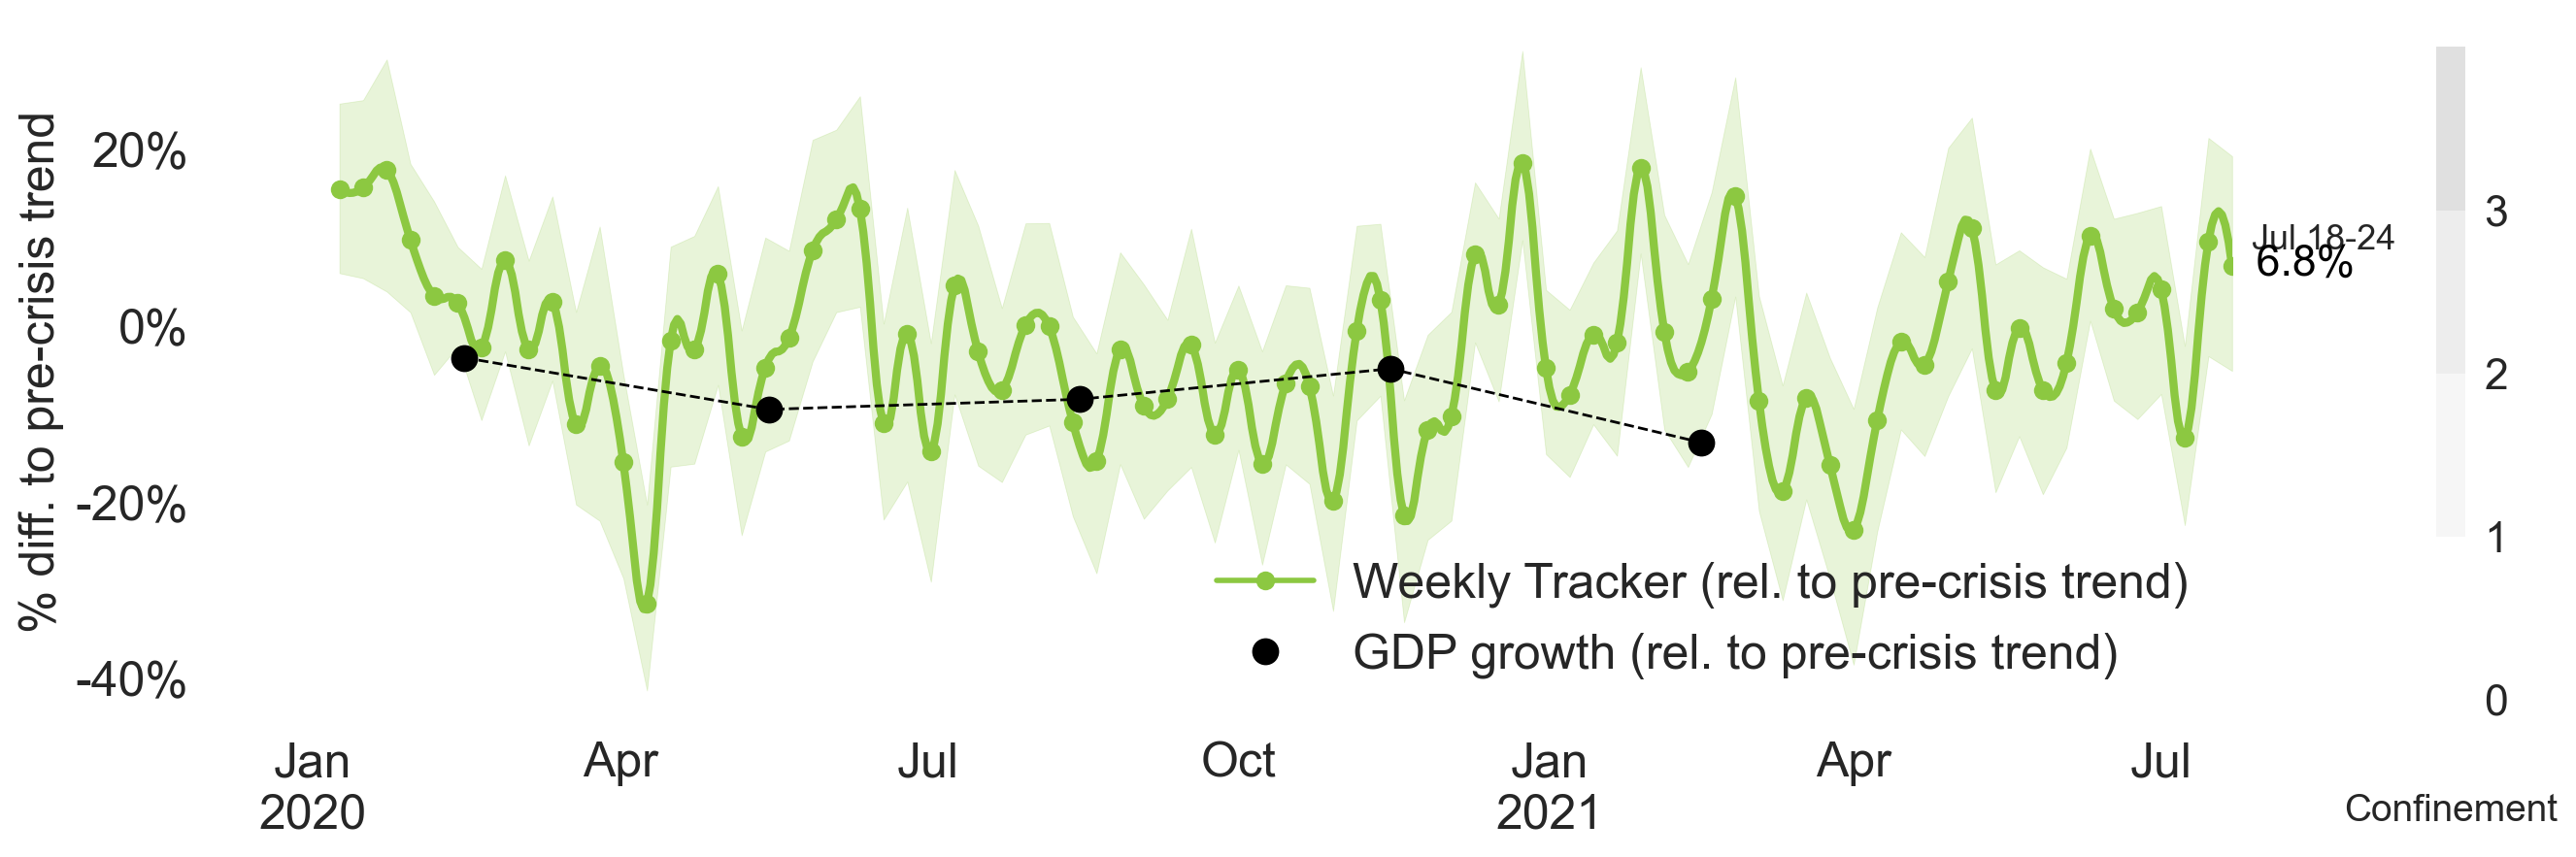 % diff. to pre-crisis trend
20%
0%
-20%
-40%
Jan
2020
Apr
Jul
Oct
Jan
2021
Apr
Jul
Jul 18-24
6.8%
Weekly Tracker (rel. to pre-crisis trend)
GDP growth (rel. to pre-crisis trend)
3
2
1
0
Confinement